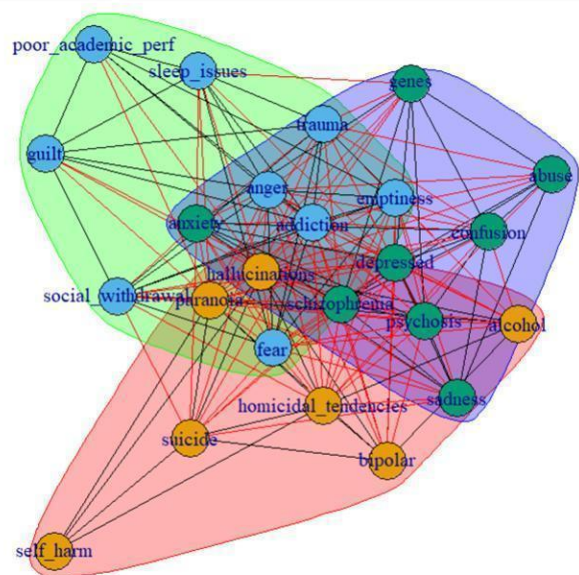 poor_academic_perf
sleep_issues
genes
trauma
guilt
abuse
anger
emptiness
anxiety
addiction
confusion
depressed
hallucinations
social_withdrawal
paranoia
schizophrenia
psychosis
alcohol
fear
sadness
homicidal_tendencies
suicide
bipolar
self_harm